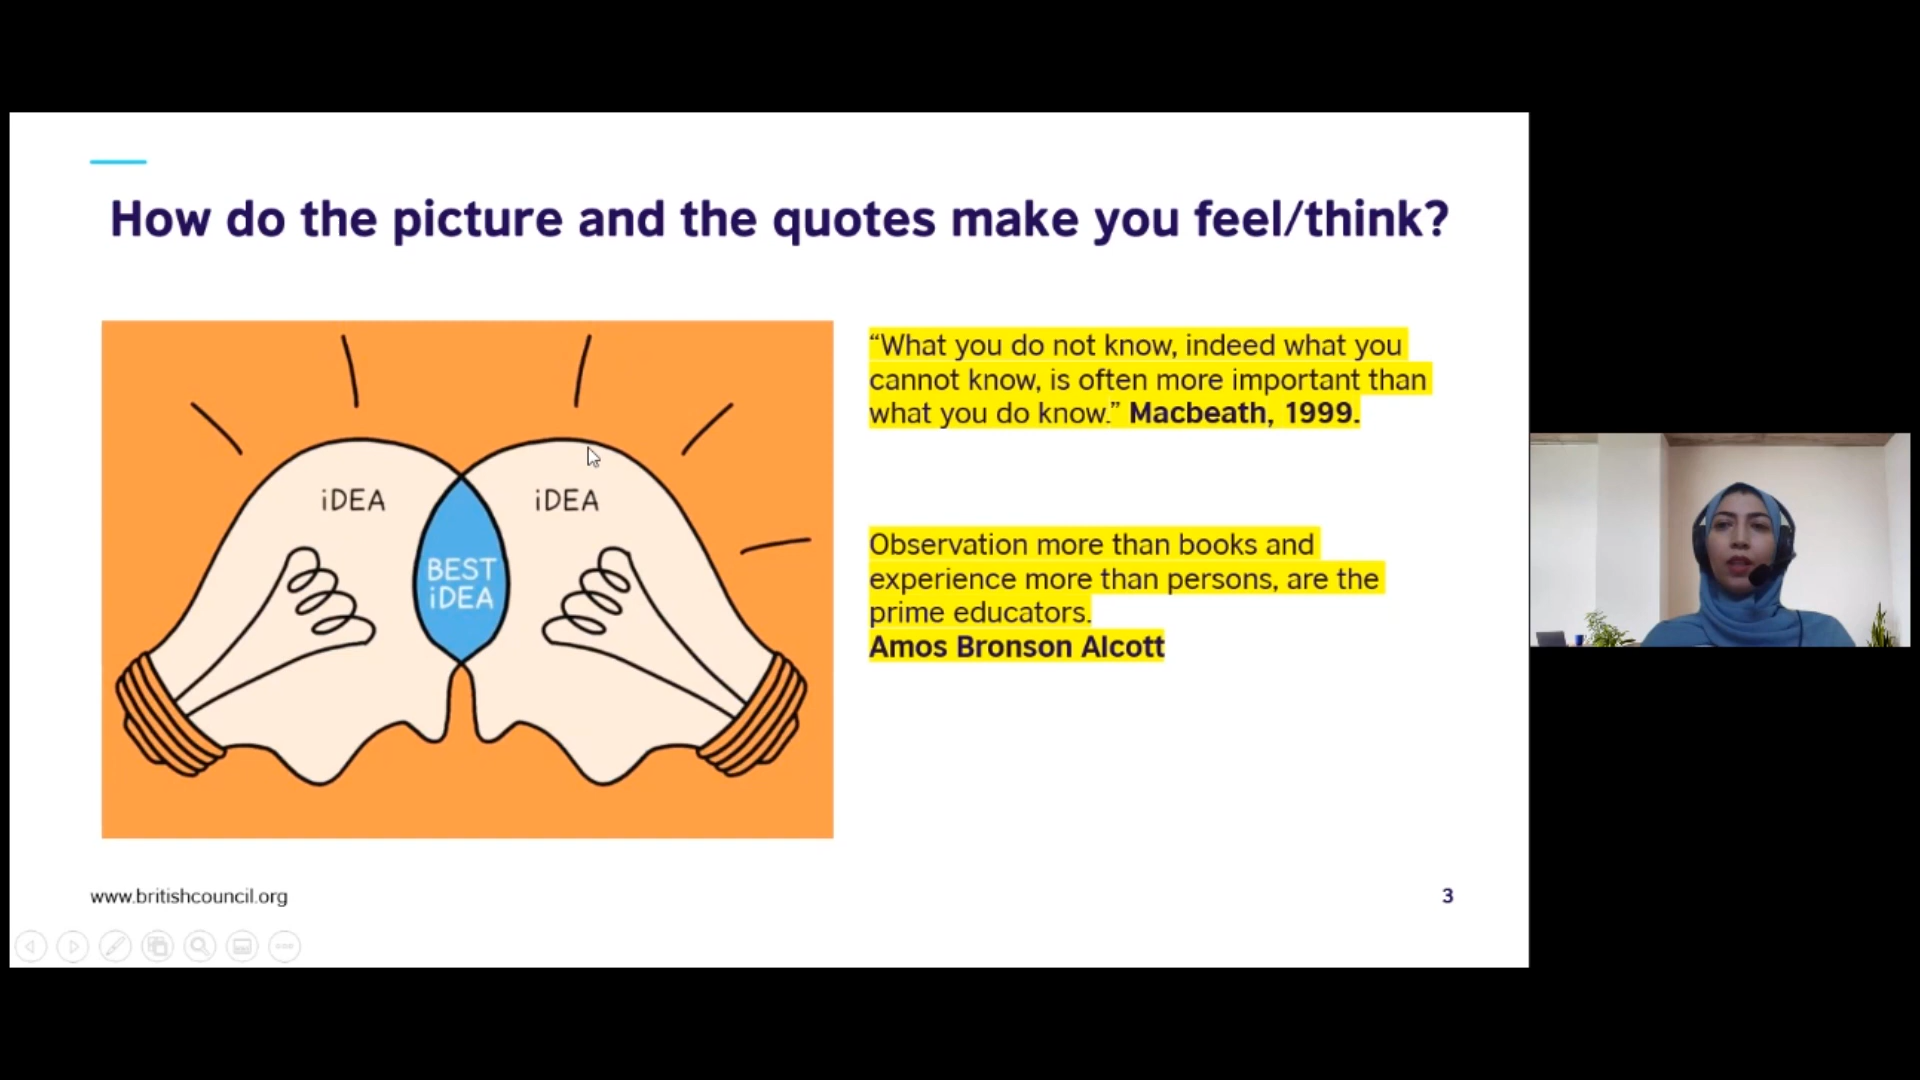 How do the picture and the quotes make you feel/think?
iDEA
iDEA
BEST
iDEA
“What you do not know, indeed what you
cannot know, is often more important than
what you do know.” Macbeath, 1999.
Observation more than books and
experience more than persons, are the
prime educators.
Amos Bronson Alcott
www.britishcouncil.org
3